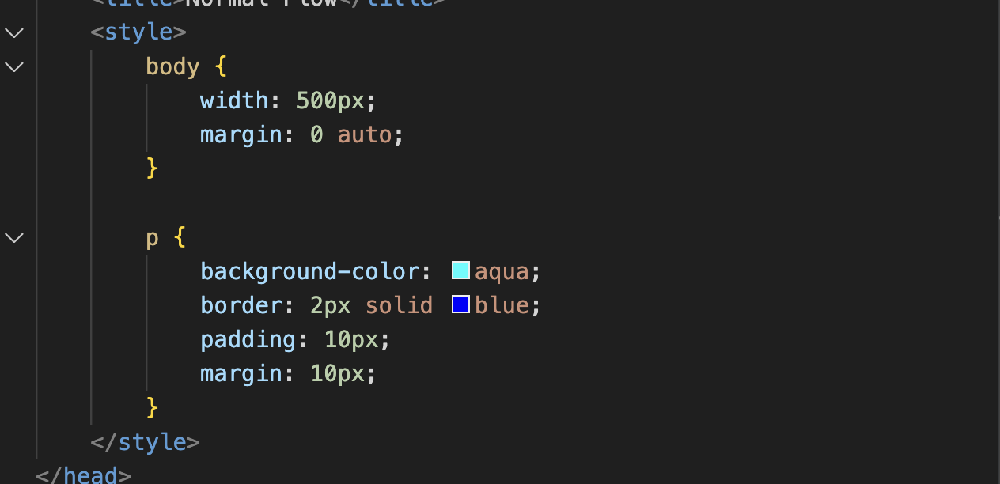 <title>Normal Flow</title>
<style>
body {
width: 500px;
margin: 0 auto;
}
p {
background-color: aqua;
border: 2px solid blue;
padding: 10px;
margin: 10px;
}
</style>
</head>